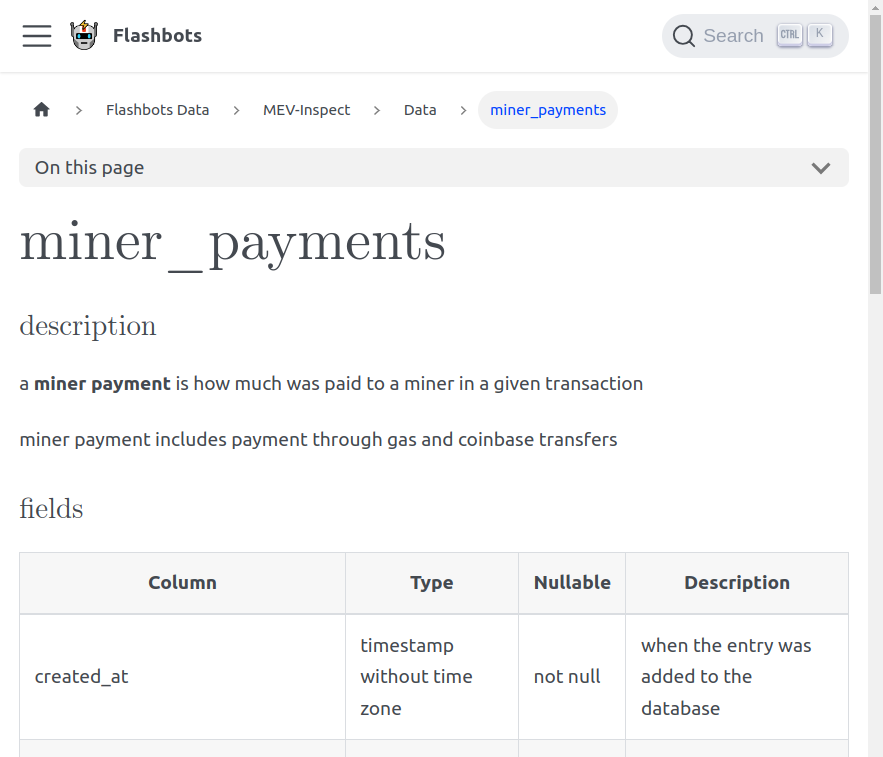 Flashbots
Search CTRL K
Flashbots Data MEV-Inspect Data miner_payments
On this page
miner_payments
description
a miner payment is how much was paid to a miner in a given transaction
miner payment includes payment through gas and coinbase transfers
fields
Column Type Nullable Description
created_at
timestamp
without time
zone
not null
when the entry was
added to the
database